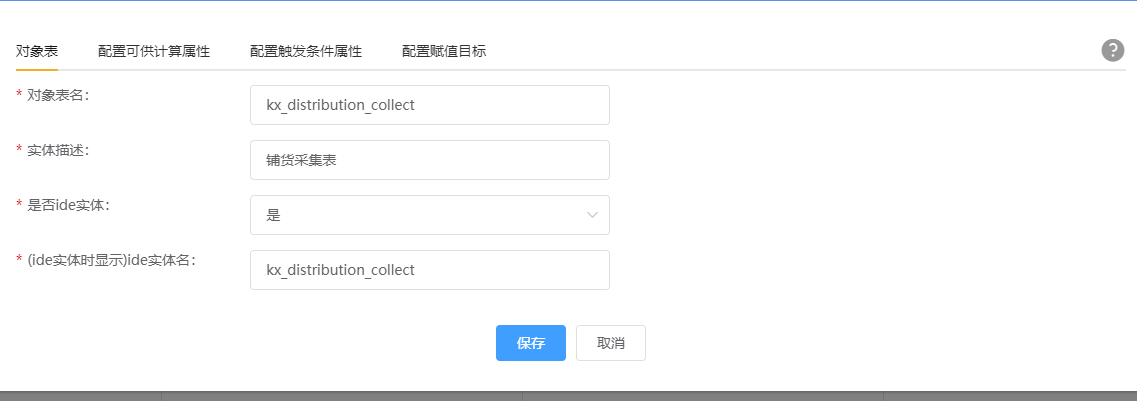 对象表 配置可供计算属性 配置触发条件属性 配置赋值目标 ?
* 对象表名： kx_distribution_collect
* 实体描述： 铺货采集表
* 是否ide实体： 是
* (ide实体时显示)ide实体名： kx_distribution_collect
保存 取消